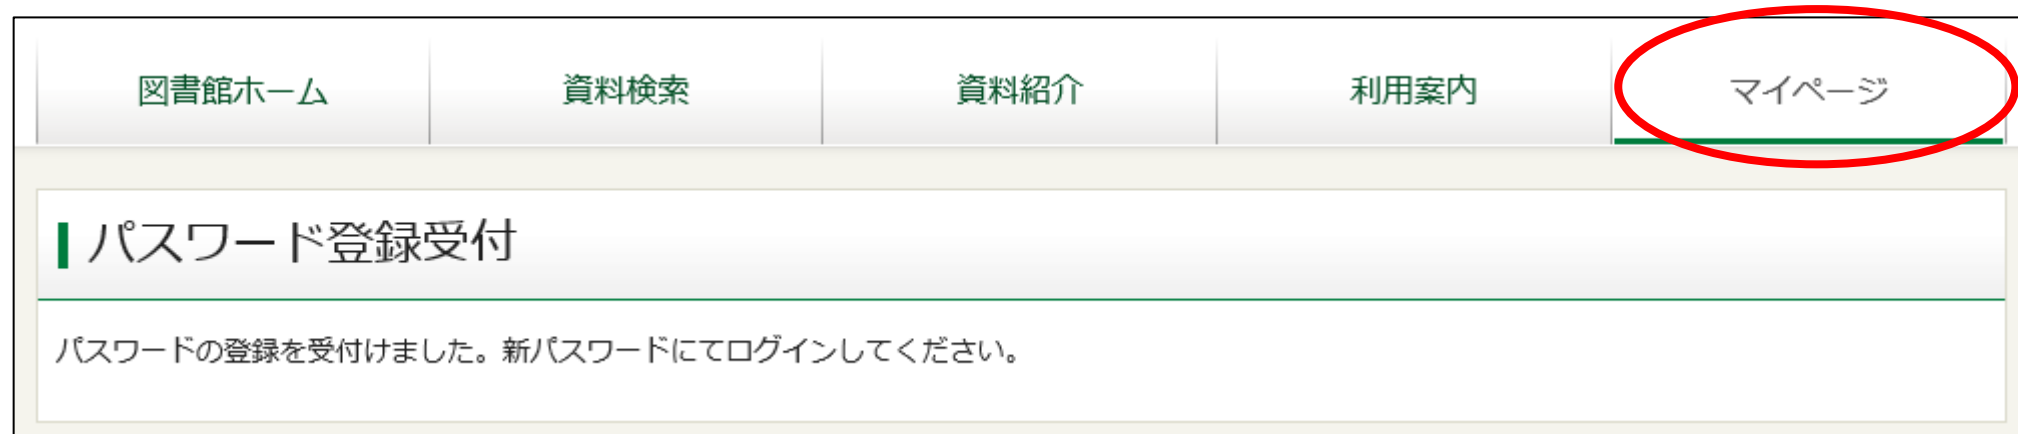 図書館ホーム 資料検索 資料紹介 利用案内 マイページ
パスワード登録受付
パスワードの登録を受付けました。新パスワードにてログインしてください。